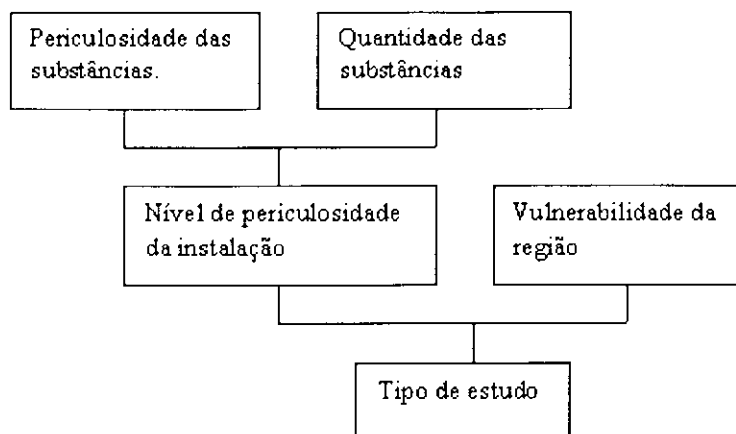 Periculosidade das
substâncias.
Quantidade das
substâncias
Nível de periculosidade
da instalação
Vulnerabilidade da
região
Tipo de estudo